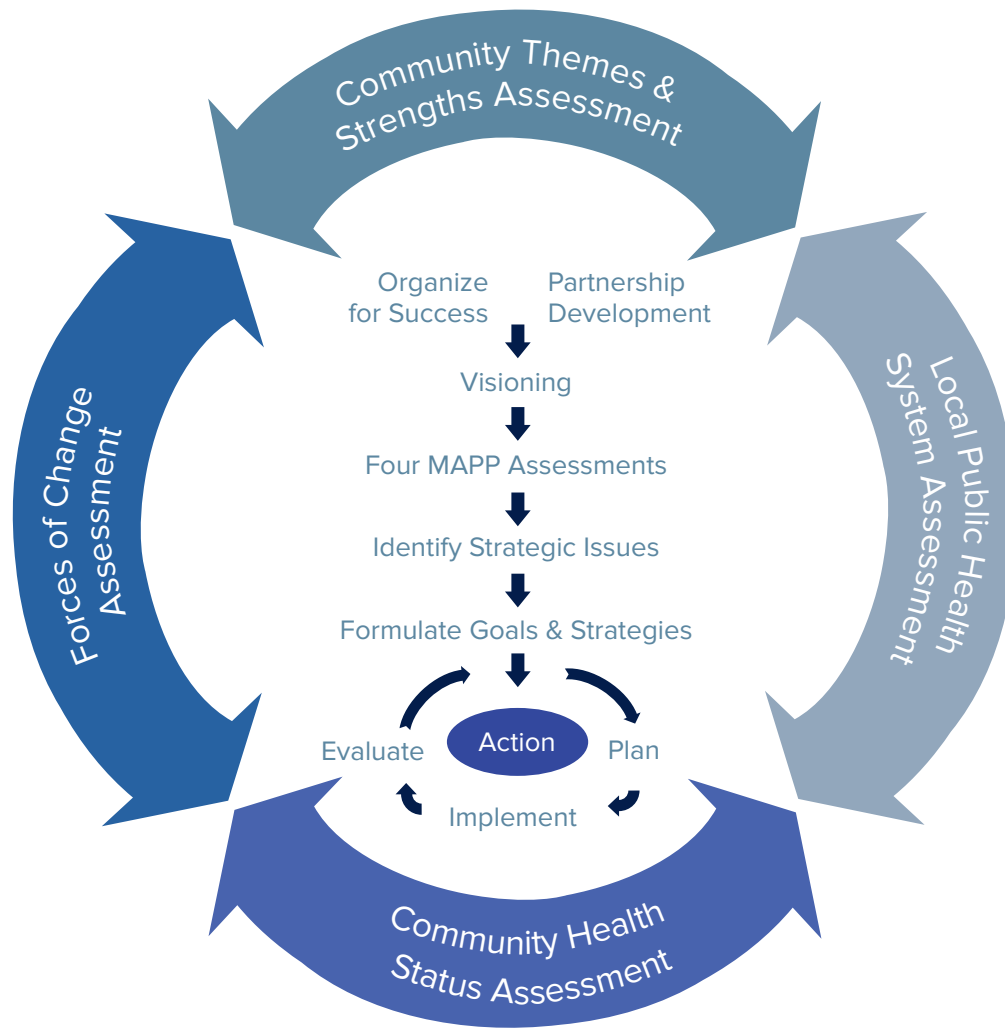 Community Themes &
Strengths Assessment
Organize
for Success
Partnership
Development
Visioning
Four MAPP Assessments
Identify Strategic Issues
Formulate Goals & Strategies
Action
Evaluate
Plan
Implement
Forces of Change
Assessment
Local Public Health
System Assessment
Community Health
Status Assessment